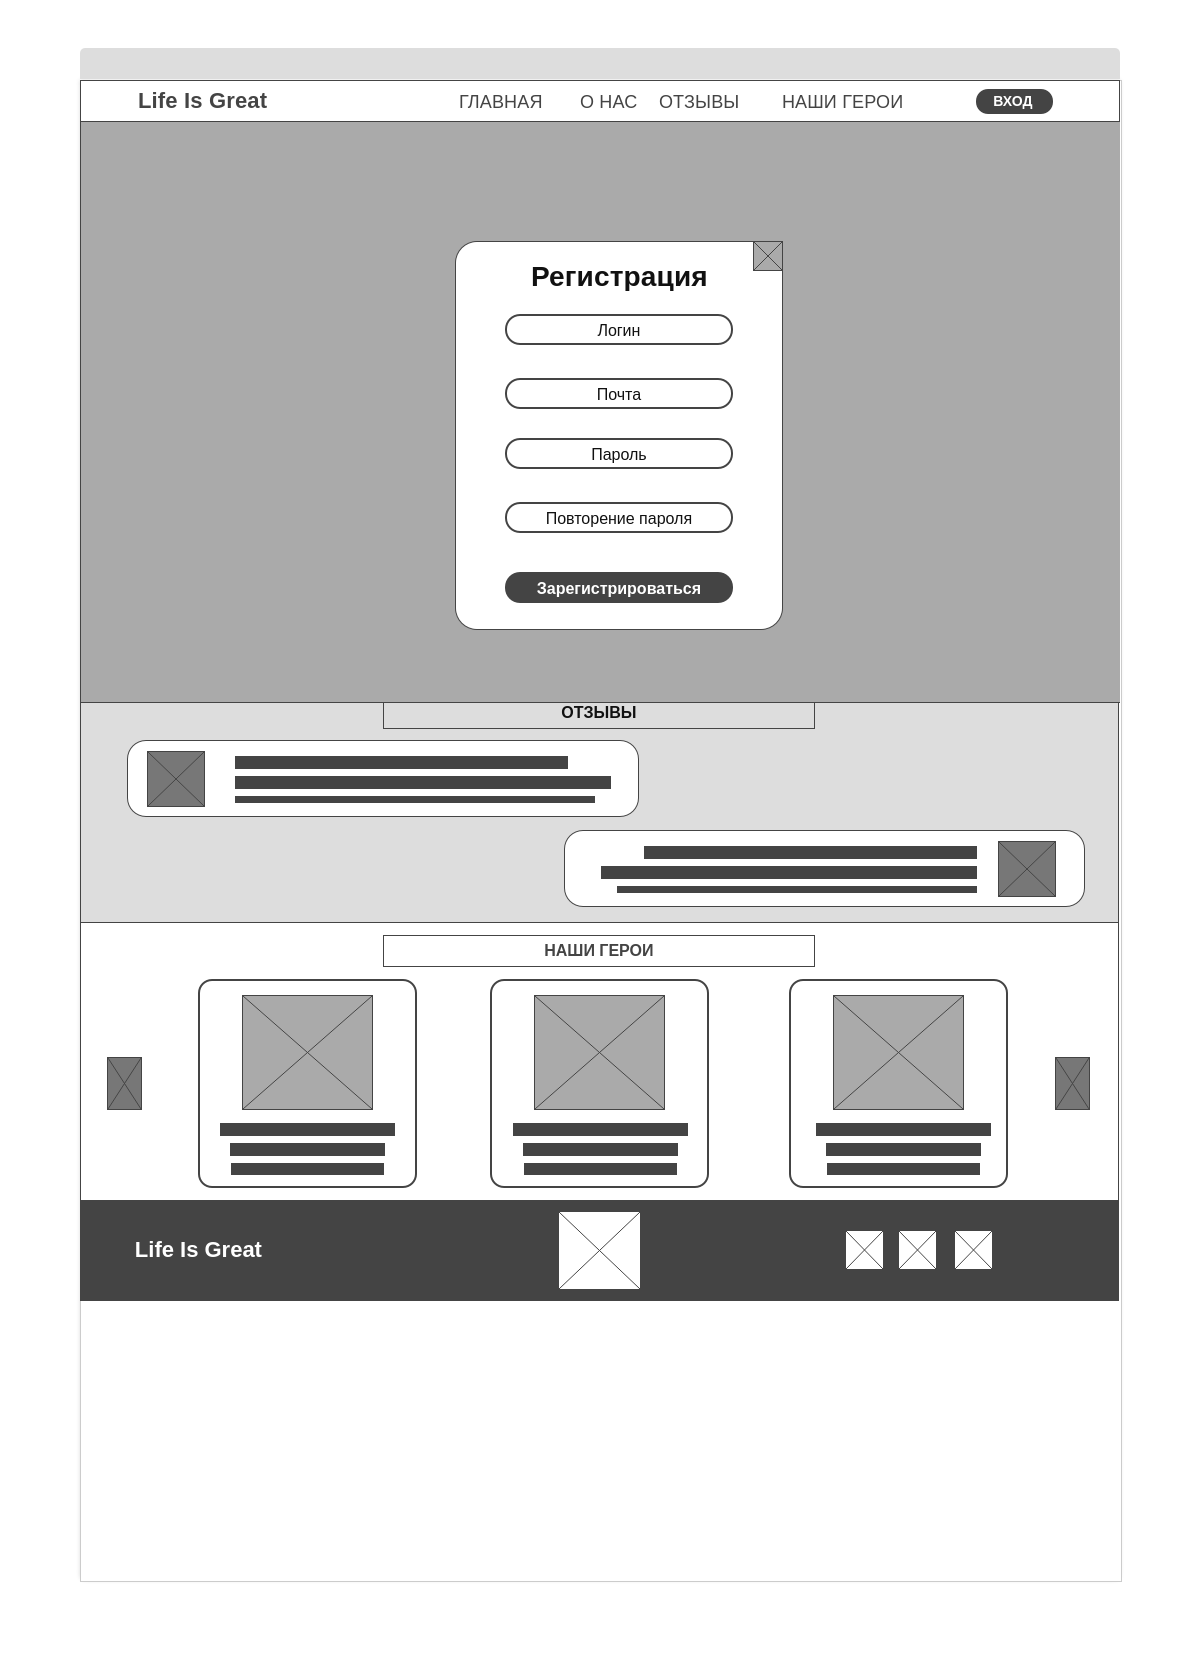 Life Is Great
ГЛАВНАЯ О НАС ОТЗЫВЫ НАШИ ГЕРОИ ВХОД
Регистрация
Логин
Почта
Пароль
Повторение пароля
Зарегистрироваться
ОТЗЫВЫ
НАШИ ГЕРОИ
Life Is Great